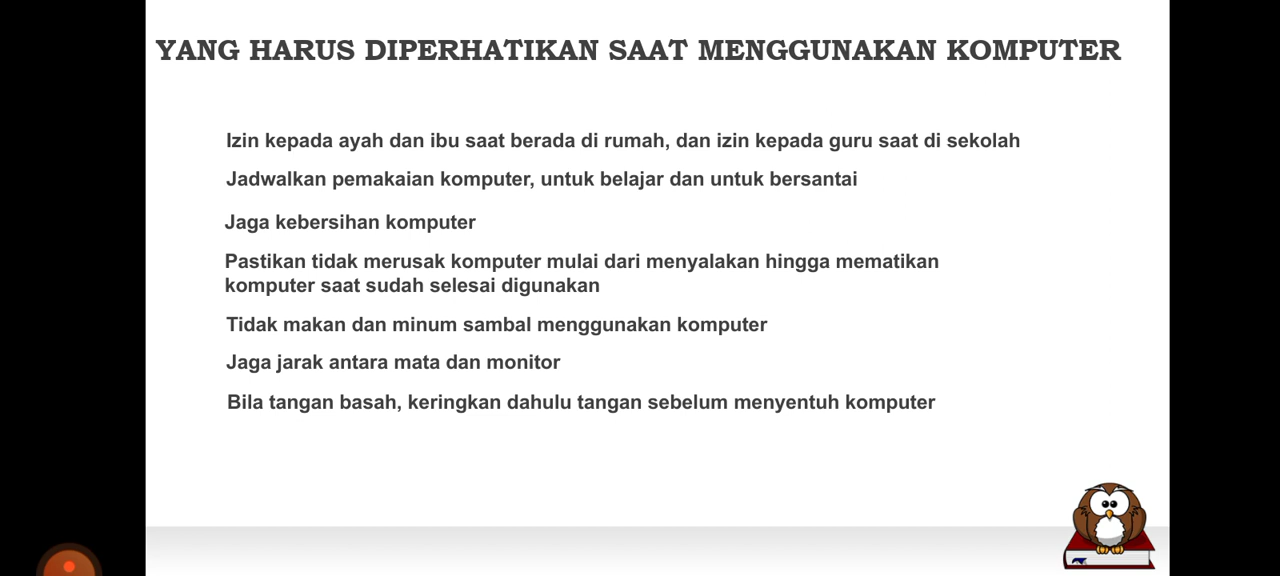 YANG HARUS DIPERHATIKAN SAAT MENGGUNAKAN KOMPUTER
Izin kepada ayah dan ibu saat berada di rumah, dan izin kepada guru saat di sekolah
Jadwalkan pemakaian komputer, untuk belajar dan untuk bersantai
Jaga kebersihan komputer
Pastikan tidak merusak komputer mulai dari menyalakan hingga mematikan
komputer saat sudah selesai digunakan
Tidak makan dan minum sambal menggunakan komputer
Jaga jarak antara mata dan monitor
Bila tangan basah, keringkan dahulu tangan sebelum menyentuh komputer